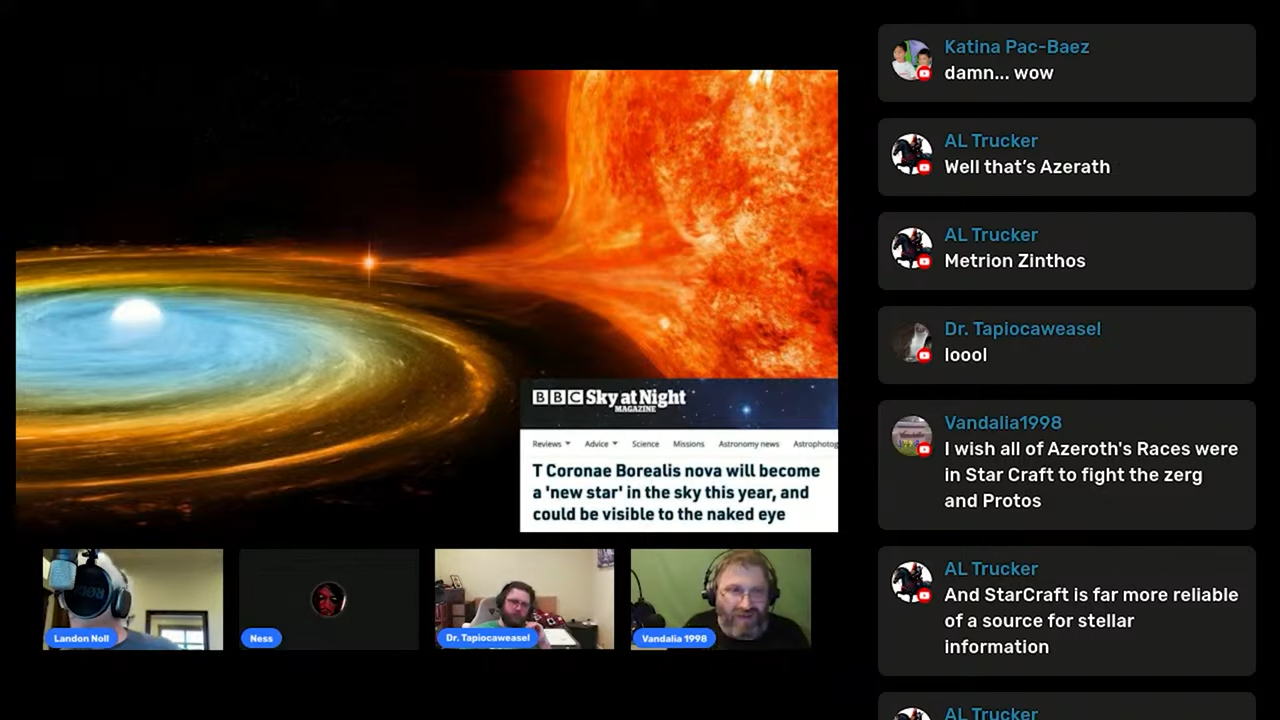 BBC Sky at Night
MAGAZINE
Reviews
Advice
Science
Missions
Astronomy news
Astrophotog
T Coronae Borealis nova will become
a 'new star' in the sky this year, and
could be visible to the naked eye
RODE
Landon Noll
Ness
Dr. Tapiocaweasel
Vandalia 1998
Katina Pac-Baez
damn... wow
AL Trucker
Well that’s Azerath
AL Trucker
Metrion Zinthos
Dr. Tapiocaweasel
loool
Vandalia1998
I wish all of Azeroth's Races were
in Star Craft to fight the zerg
and Protos
AL Trucker
And StarCraft is far more reliable
of a source for stellar
information
AL Trucker